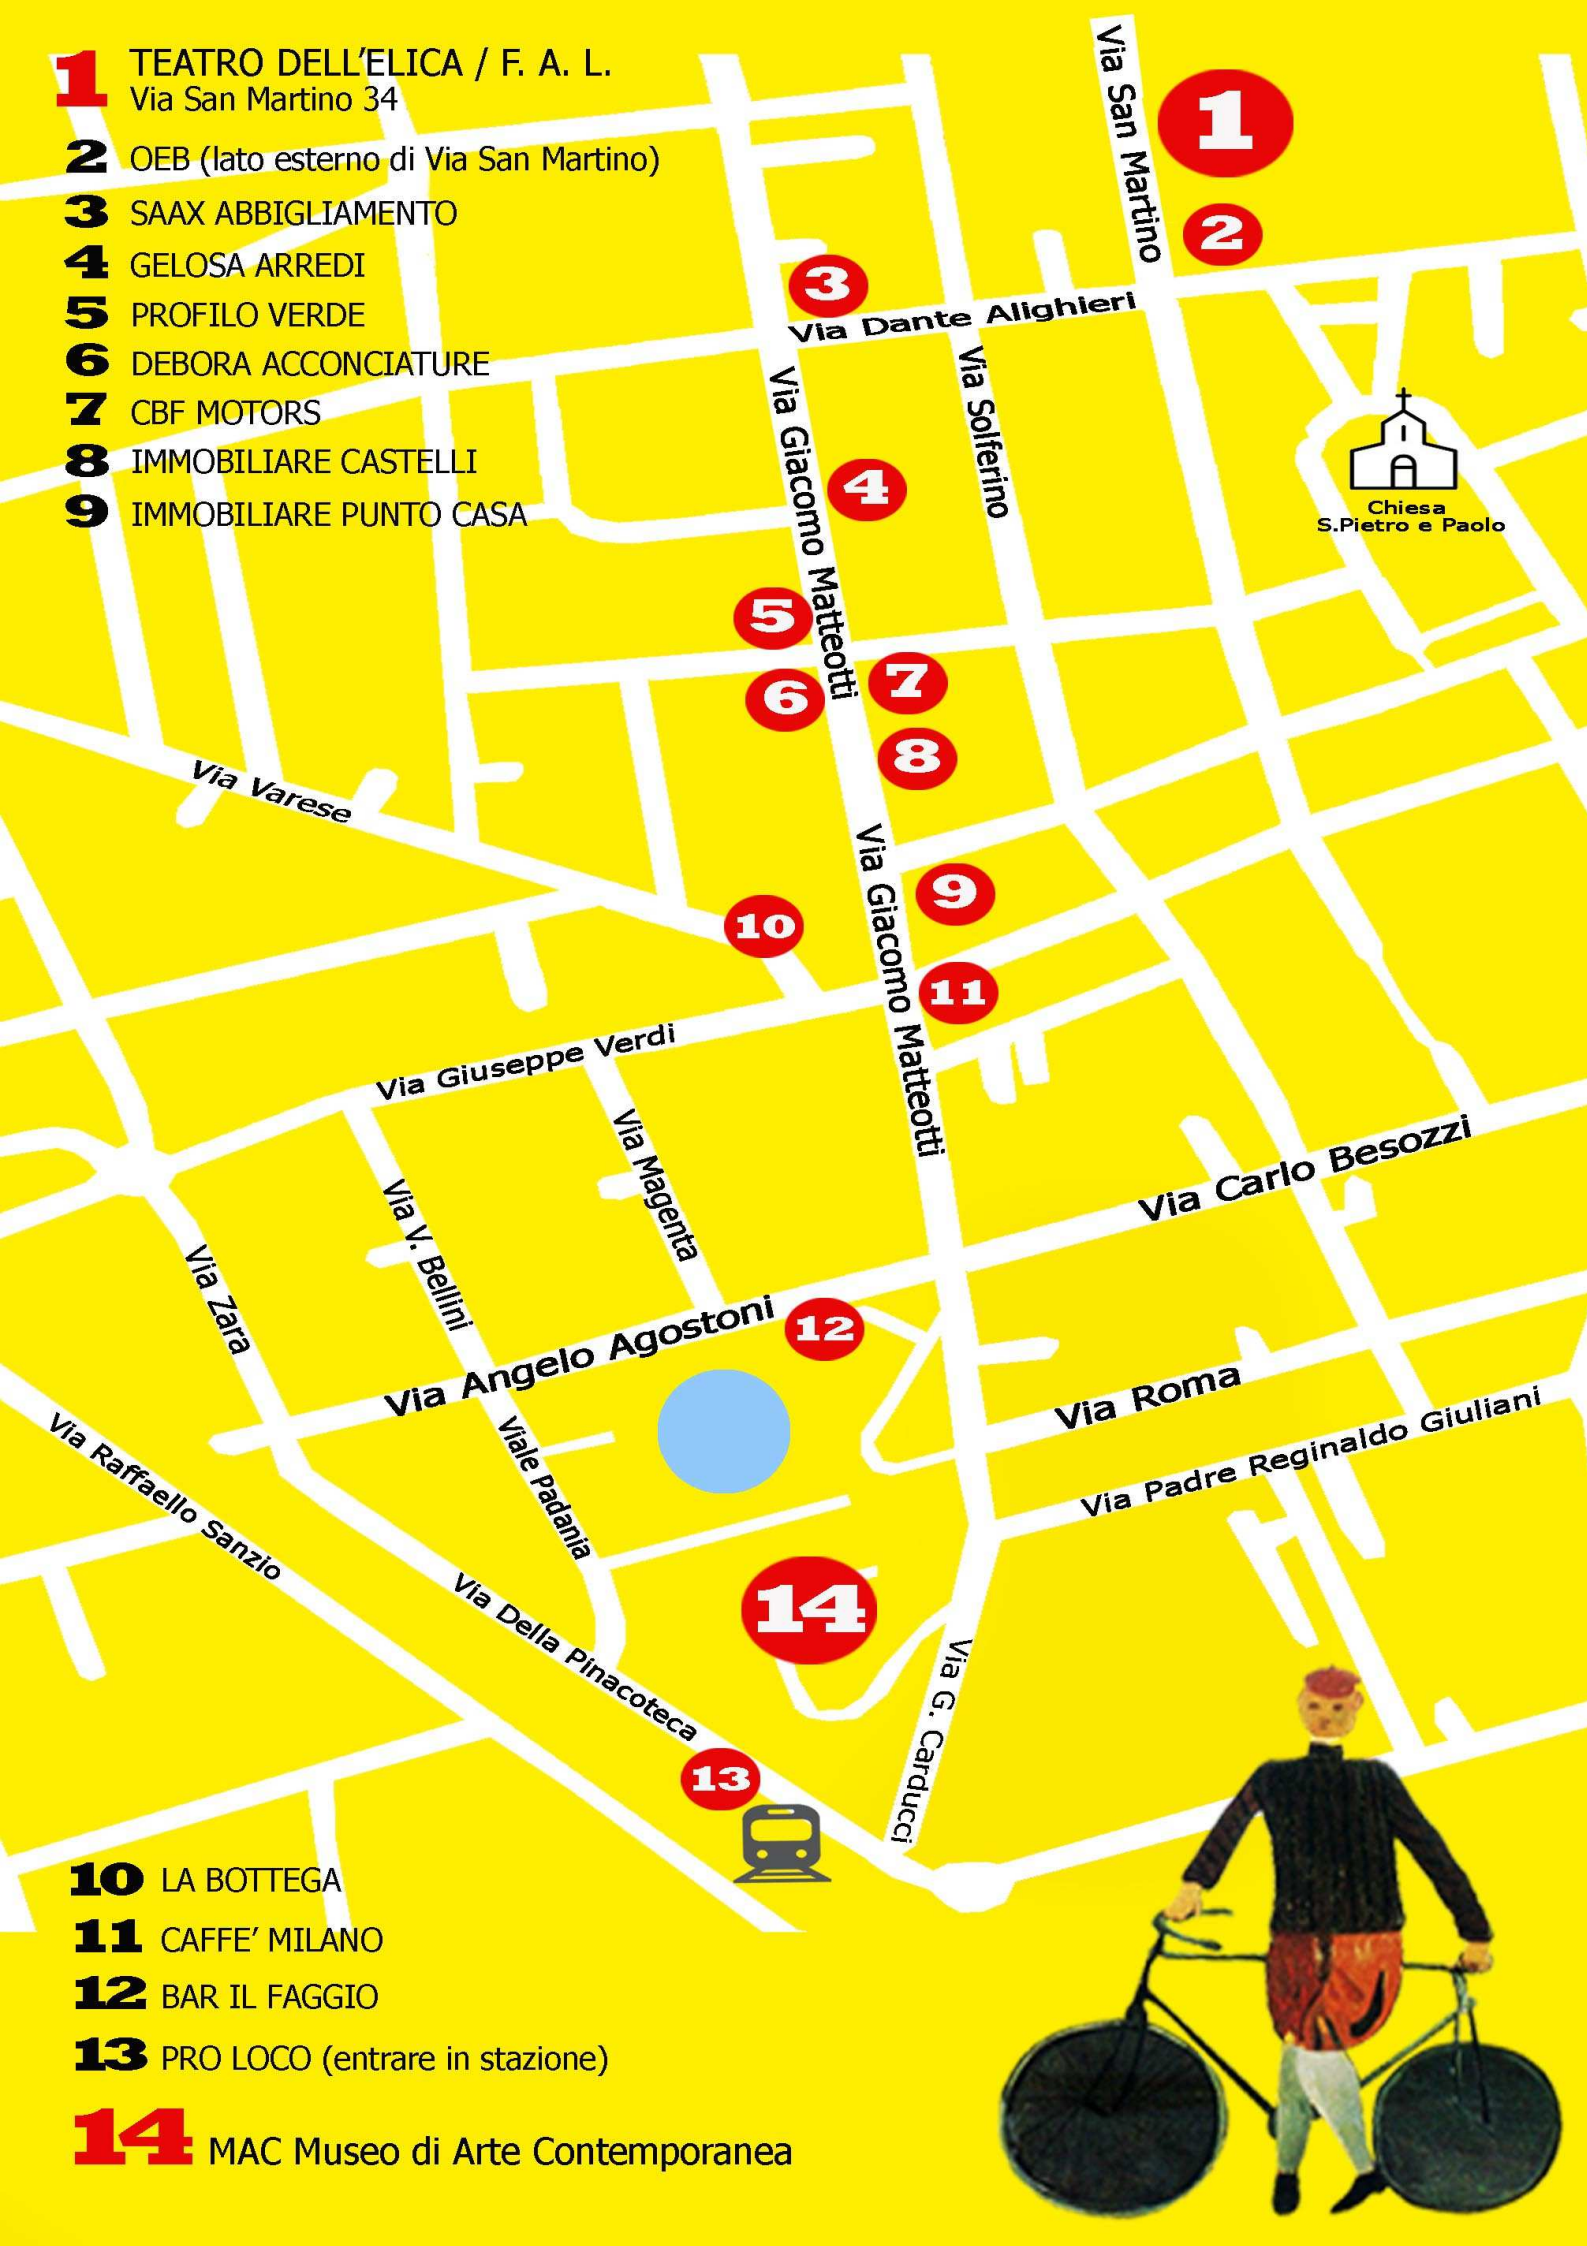 1 TEATRO DELL'ELICA / F. A. L.
Via San Martino 34
2 OEB (lato esterno di Via San Martino)
3 SAAX ABBIGLIAMENTO
4 GELOSA ARREDI
5 PROFILO VERDE
6 DEBORA ACCONCIATURE
7 CBF MOTORS
8 IMMOBILIARE CASTELLI
9 IMMOBILIARE PUNTO CASA
Via San Martino
1
2
3
Via Dante Alighieri
Via Giacomo Matteotti
Via Solferino
4
Chiesa
S.Pietro e Paolo
5
6
7
8
Via Varese
Via Giacomo Matteotti
9
10
11
Via Giuseppe Verdi
Via Magenta
Via V. Bellini
Via Carlo Besozzi
Via Zara
Via Angelo Agostoni
12
Via Roma
Via Padre Reginaldo Giuliani
Viale Padania
Via Raffaello Sanzio
Via Della Pinacoteca
14
Via G. Carducci
13
10 LA BOTTEGA
11 CAFFE' MILANO
12 BAR IL FAGGIO
13 PRO LOCO (entrare in stazione)
14 MAC Museo di Arte Contemporanea